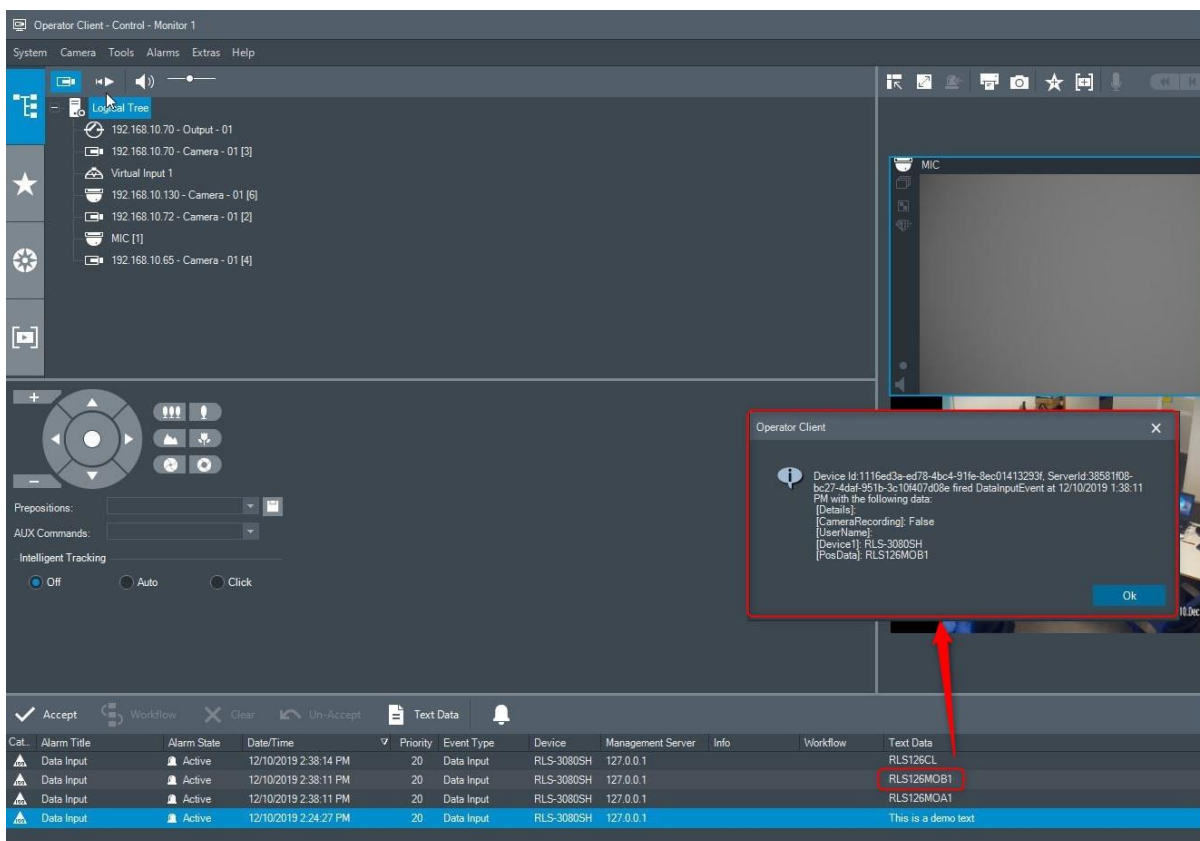 Operator Client - Control - Monitor 1
System Camera Tools Alarms Extras Help
Logical Tree
192.168.10.70 - Output - 01
192.168.10.70 - Camera - 01 [3]
Virtual Input 1
192.168.10.130 - Camera - 01 [6]
192.168.10.72 - Camera - 01 [2]
MIC [1]
192.168.10.65 - Camera - 01 [4]
MIC
Prepositions:
AUX Commands:
Intelligent Tracking
Off Auto Click
Operator Client
Device Id:1116ed3a-ed78-4bc4-91fe-8ec01413293f, ServerId:38581f08-
bc27-4daf-951b-3c10f407d08e fired DataInputEvent at 12/10/2019 1:38:11
PM with the following data:
[Details]:
[CameraRecording]: False
[UserName]:
[Device1]: RLS-3080SH
[PosData]: RLS126MOB1
Ok
10.Dec
Accept Workflow Clear Un-Accept Text Data
Cat.. Alarm Title Alarm State Date/Time Priority Event Type Device Management Server Info Workflow Text Data
Data Input Active 12/10/2019 2:38:14 PM 20 Data Input RLS-3080SH 127.0.0.1 RLS126CL
Data Input Active 12/10/2019 2:38:11 PM 20 Data Input RLS-3080SH 127.0.0.1 RLS126MOB1
Data Input Active 12/10/2019 2:38:11 PM 20 Data Input RLS-3080SH 127.0.0.1 RLS126MOA1
Data Input Active 12/10/2019 2:24:27 PM 20 Data Input RLS-3080SH 127.0.0.1 This is a demo text